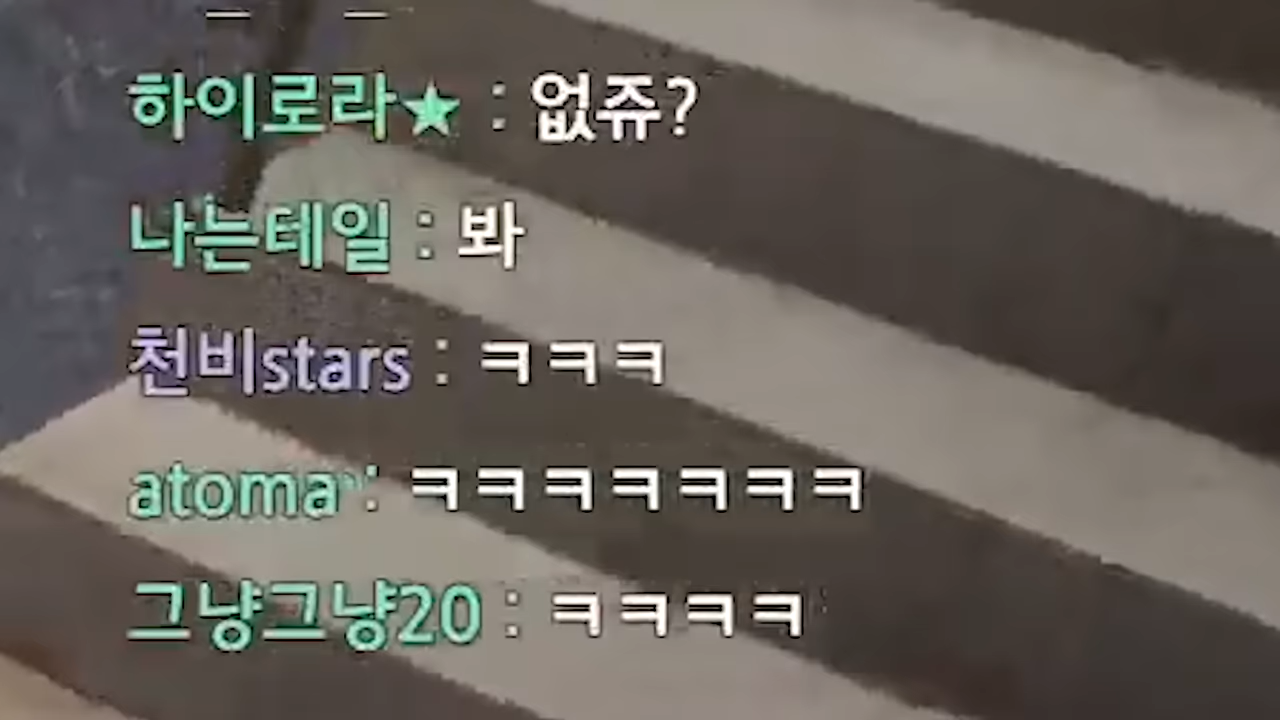 하이로라★ : 없쥬?
나는테일 : 봐
천비stars : ㅋㅋㅋ
atoma~: ㅋㅋㅋㅋㅋㅋㅋ
그냥그냥20 : ㅋㅋㅋㅋ